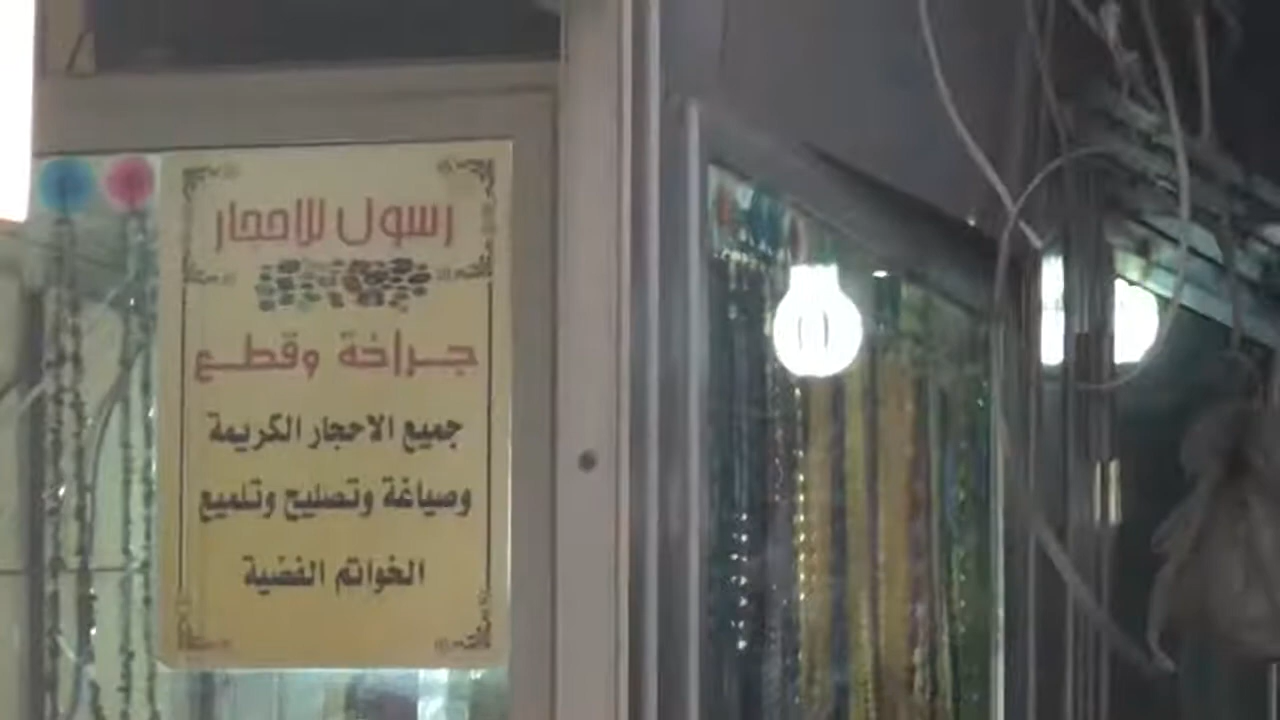 رسول للاحجار
جراخة وقطع
جميع الاحجار الكريمة
وصياغة وتصليح وتلميع
الخواتم الفضية